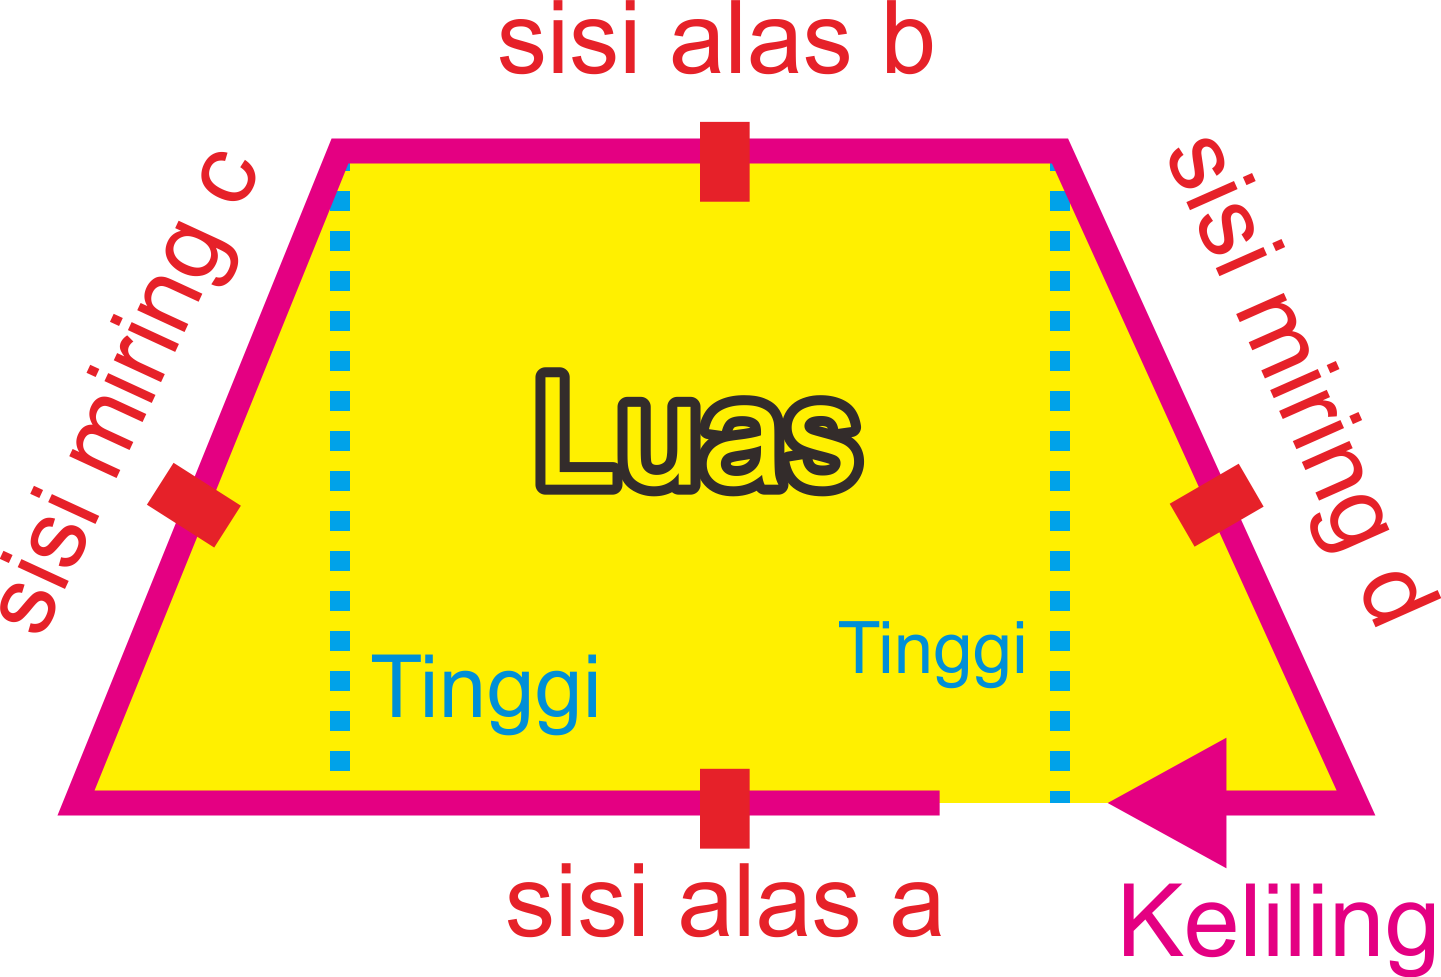 sisi alas b
sisi miring c
sisi miring d
Luas
Tinggi
Tinggi
sisi alas a
Keliling